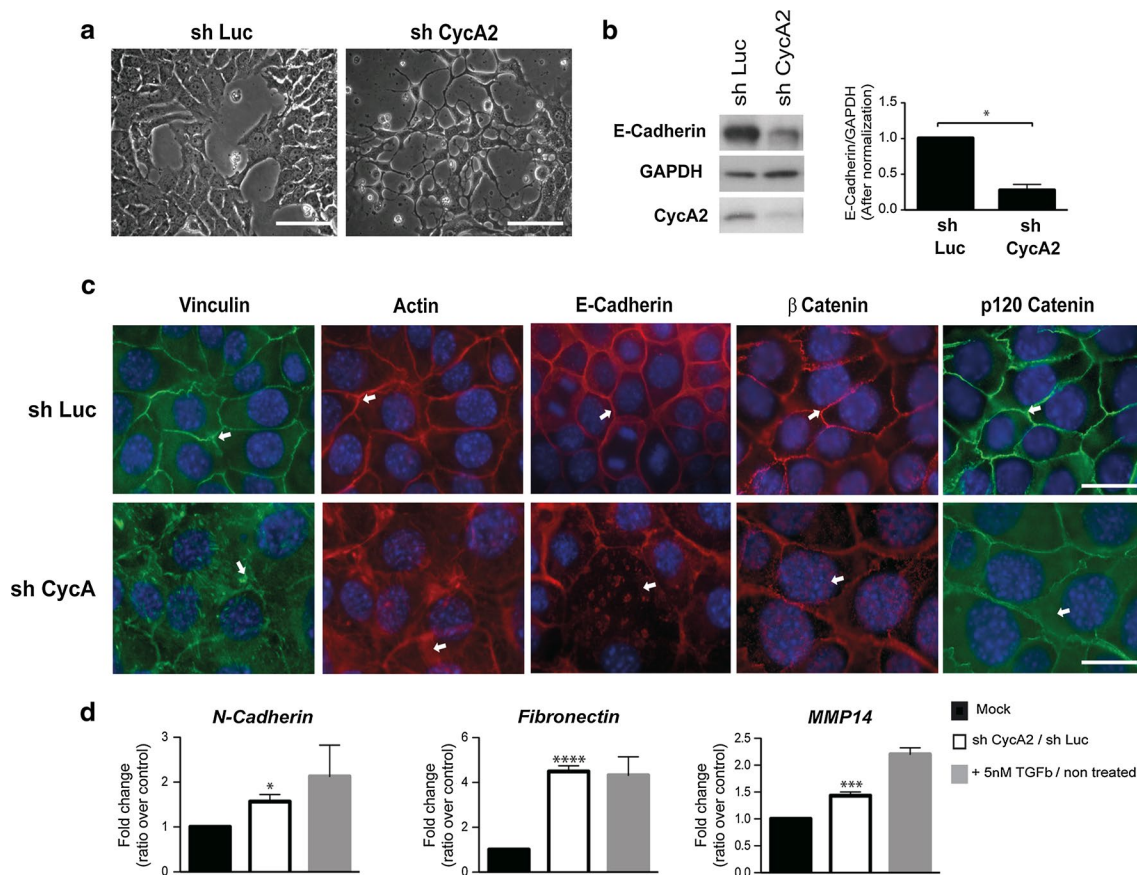 a
sh Luc
sh CycA2
b
sh Luc
sh CycA2
E-Cadherin
GAPDH
CycA2
E-Cadherin/GAPDH
(After normalization)
1.5
1.0
0.5
0.0
*
sh
Luc
sh
CycA2
c
Vinculin
Actin
E-Cadherin
β Catenin
p120 Catenin
sh Luc
sh CycA
d
N-Cadherin
Fold change
(ratio over control)
3
2
1
0
*
Fibronectin
Fold change
(ratio over control)
6
4
2
0
****
MMP14
Fold change
(ratio over control)
2.5
2.0
1.5
1.0
0.5
0.0
***
Mock
sh CycA2 / sh Luc
+ 5nM TGFb / non treated